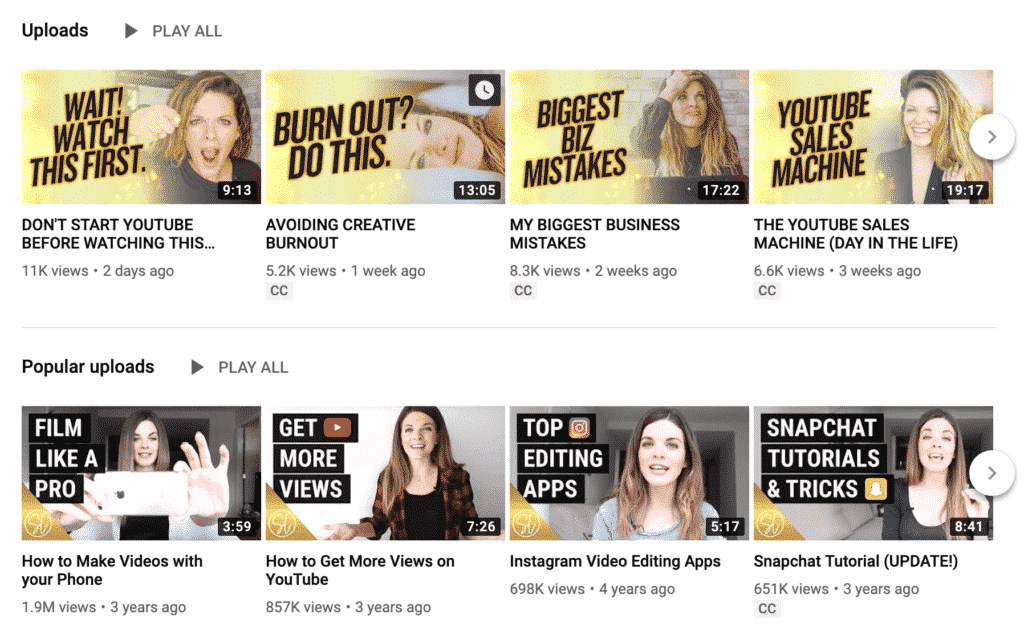 Uploads PLAY ALL
WAIT!
WATCH
THIS FIRST.
9:13
BURN OUT?
DO THIS.
13:05
BIGGEST
BIZ
MISTAKES
17:22
YOUTUBE
SALES
MACHINE
19:17
DON'T START YOUTUBE
BEFORE WATCHING THIS...
11K views • 2 days ago
AVOIDING CREATIVE
BURNOUT
5.2K views • 1 week ago
CC
MY BIGGEST BUSINESS
MISTAKES
8.3K views • 2 weeks ago
CC
THE YOUTUBE SALES
MACHINE (DAY IN THE LIFE)
6.6K views • 3 weeks ago
CC
Popular uploads PLAY ALL
FILM
LIKE A
PRO
3:59
GET
MORE
VIEWS
7:26
TOP
EDITING
APPS
5:17
SNAPCHAT
TUTORIALS
& TRICKS
8:41
How to Make Videos with
your Phone
1.9M views • 3 years ago
How to Get More Views on
YouTube
857K views • 3 years ago
Instagram Video Editing Apps
698K views • 4 years ago
Snapchat Tutorial (UPDATE!)
651K views • 3 years ago
CC